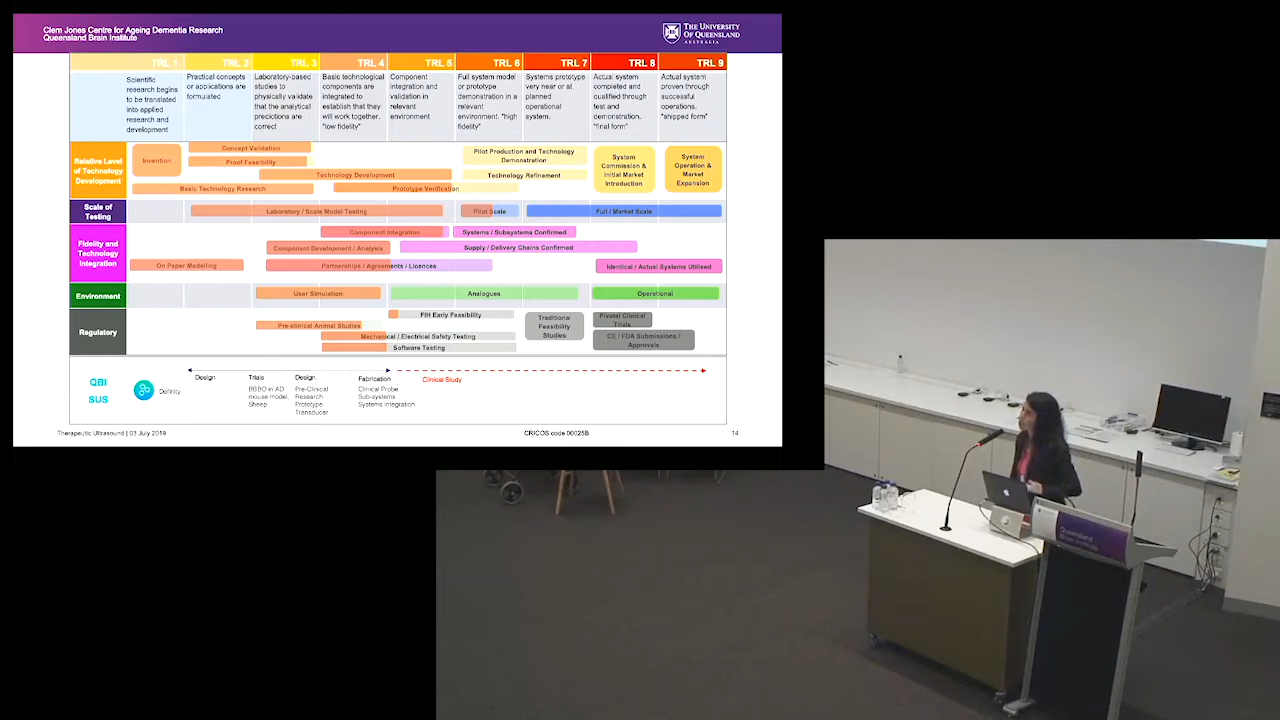 Clem Jones Centre for Ageing Dementia Research
Queensland Brain Institute
THE UNIVERSITY
OF QUEENSLAND
AUSTRALIA
TRL 1
TRL 2
TRL 3
TRL 4
TRL 5
TRL 6
TRL 7
TRL 8
TRL 9
Scientific
research begins
to be translated
into applied
research and
development
Practical concepts
or applications are
formulated
Laboratory-based
studies to
physically validate
that the analytical
predictions are
correct
Basic technological
components are
integrated to
establish that they
will work together.
"low fidelity"
Component
integration and
validation in
relevant
environment
Full system model
or prototype
demonstration in a
relevant
environment. "high
fidelity"
Systems prototype
very near or at
planned
operational
system.
Actual system
completed and
qualified through
test and
demonstration.
"final form"
Actual system
proven through
successful
operations.
"shipped form"
Relative Level
of Technology
Development
Invention
Concept Validation
Proof Feasibility
Technology Development
Basic Technology Research
Prototype Verification
Pilot Production and Technology
Demonstration
Technology Refinement
System
Commission &
Initial Market
Introduction
System
Operation &
Market
Expansion
Scale of
Testing
Laboratory / Scale Model Testing
Pilot Scale
Full / Market Scale
Fidelity and
Technology
Integration
Component Integration
Systems / Subsystems Confirmed
Component Development / Analysis
Supply / Delivery Chains Confirmed
On Paper Modelling
Partnerships / Agreements / Licences
Identical / Actual Systems Utilised
Environment
User Simulation
Analogues
Operational
Regulatory
FIH Early Feasibility
Pre-clinical Animal Studies
Mechanical / Electrical Safety Testing
Software Testing
Traditional
Feasibility
Studies
Pivotal Clinical
Trials
CE / FDA Submissions /
Approvals
QBI
SUS
Definity
Design
Trials
BBBO in AD
mouse model,
Sheep
Design
Pre-Clinical
Research
Prototype
Transducer
Fabrication
Clinical Probe
Sub-systems
Systems integration
Clinical Study
Therapeutic Ultrasound | 03 July 2019
CRICOS code 00025B
14
Queensland
Brain Institute